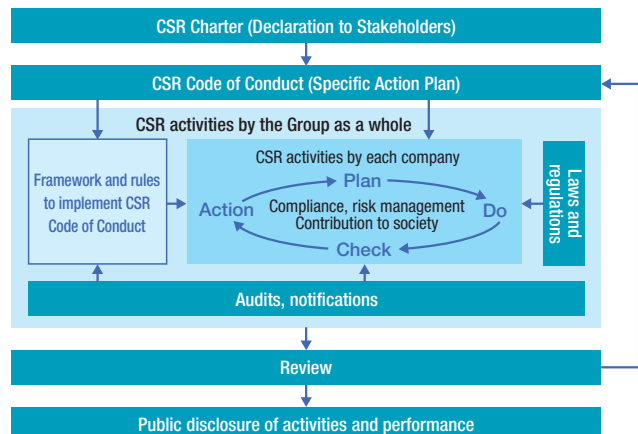 CSR Charter (Declaration to Stakeholders)
CSR Code of Conduct (Specific Action Plan)
CSR activities by the Group as a whole
Framework and rules
to implement CSR
Code of Conduct
CSR activities by each company
Plan
Action
Compliance, risk management
Contribution to society
Do
Check
Laws and
regulations
Audits, notifications
Review
Public disclosure of activities and performance